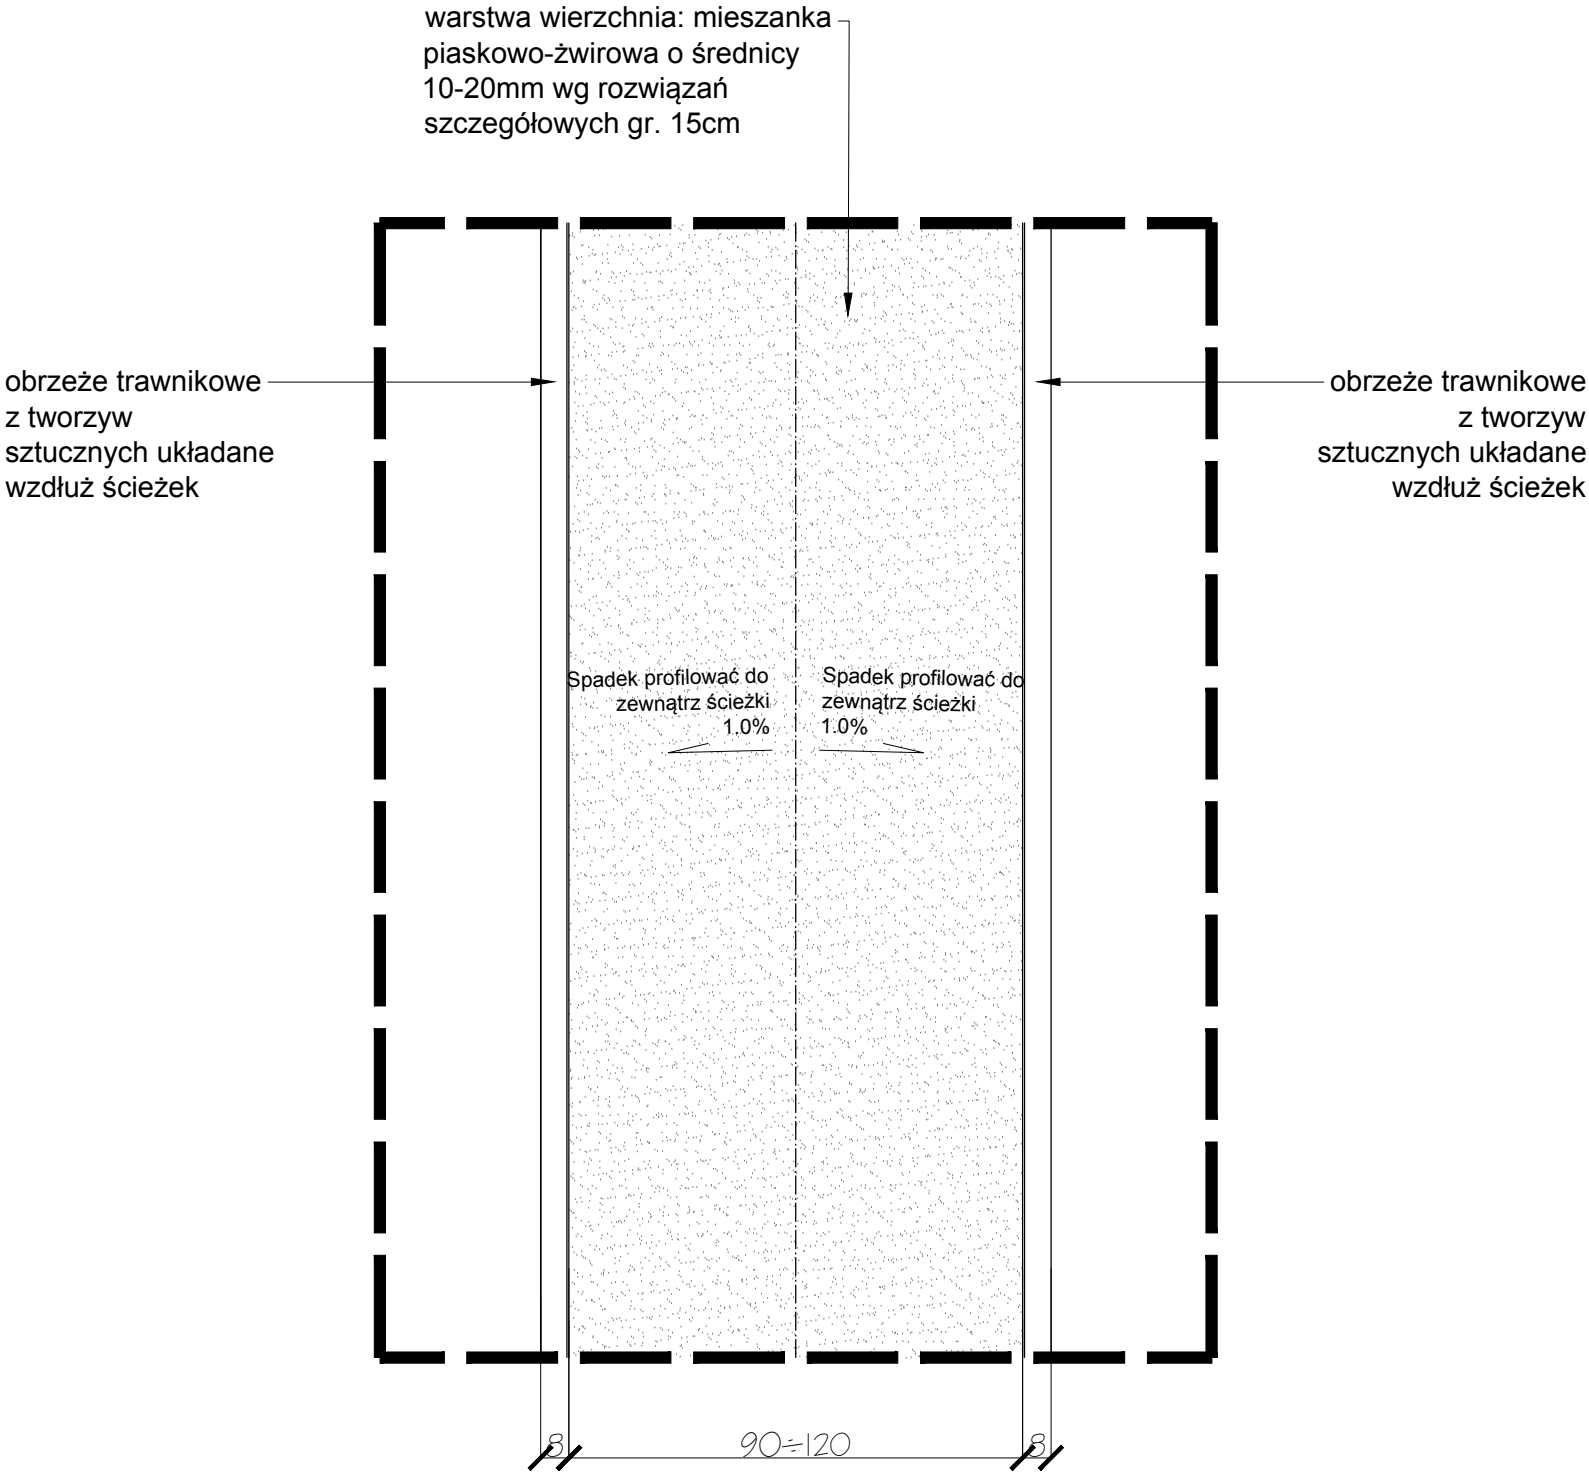 warstwa wierzchnia: mieszanka
piaskowo-żwirowa o średnicy
10-20mm wg rozwiązań
szczegółowych gr. 15cm
obrzeże trawnikowe
z tworzyw
sztucznych układane
wzdłuż ścieżek
obrzeże trawnikowe
z tworzyw
sztucznych układane
wzdłuż ścieżek
Spadek profilować do
zewnątrz ścieżki
1.0%
Spadek profilować do
zewnątrz ścieżki
1.0%
8
90÷120
8